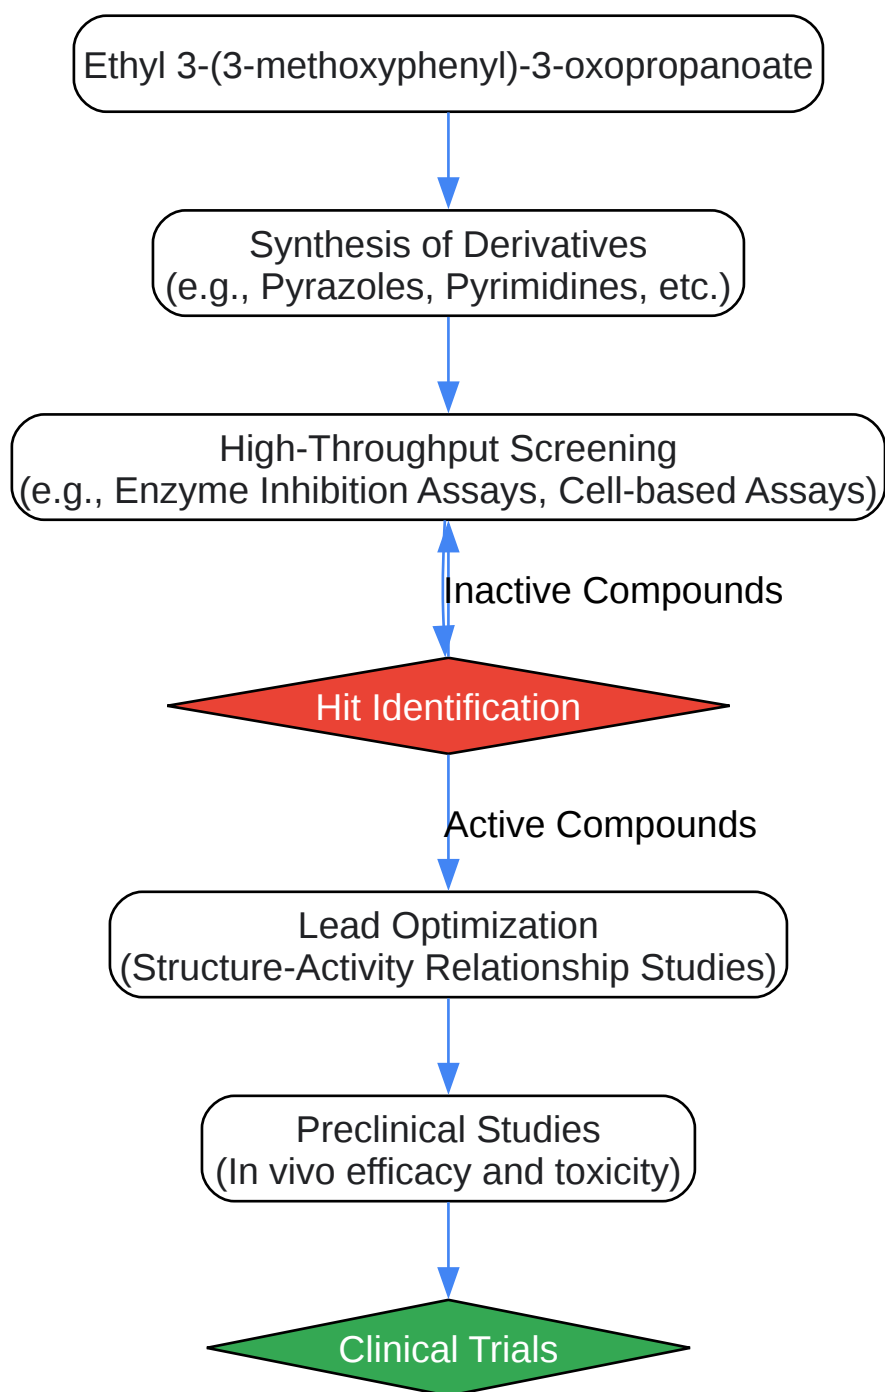 Ethyl 3-(3-methoxyphenyl)-3-oxopropanoate
Synthesis of Derivatives
(e.g., Pyrazoles, Pyrimidines, etc.)
High-Throughput Screening
(e.g., Enzyme Inhibition Assays, Cell-based Assays)
Inactive Compounds
Hit Identification
Active Compounds
Lead Optimization
(Structure-Activity Relationship Studies)
Preclinical Studies
(In vivo efficacy and toxicity)
Clinical Trials